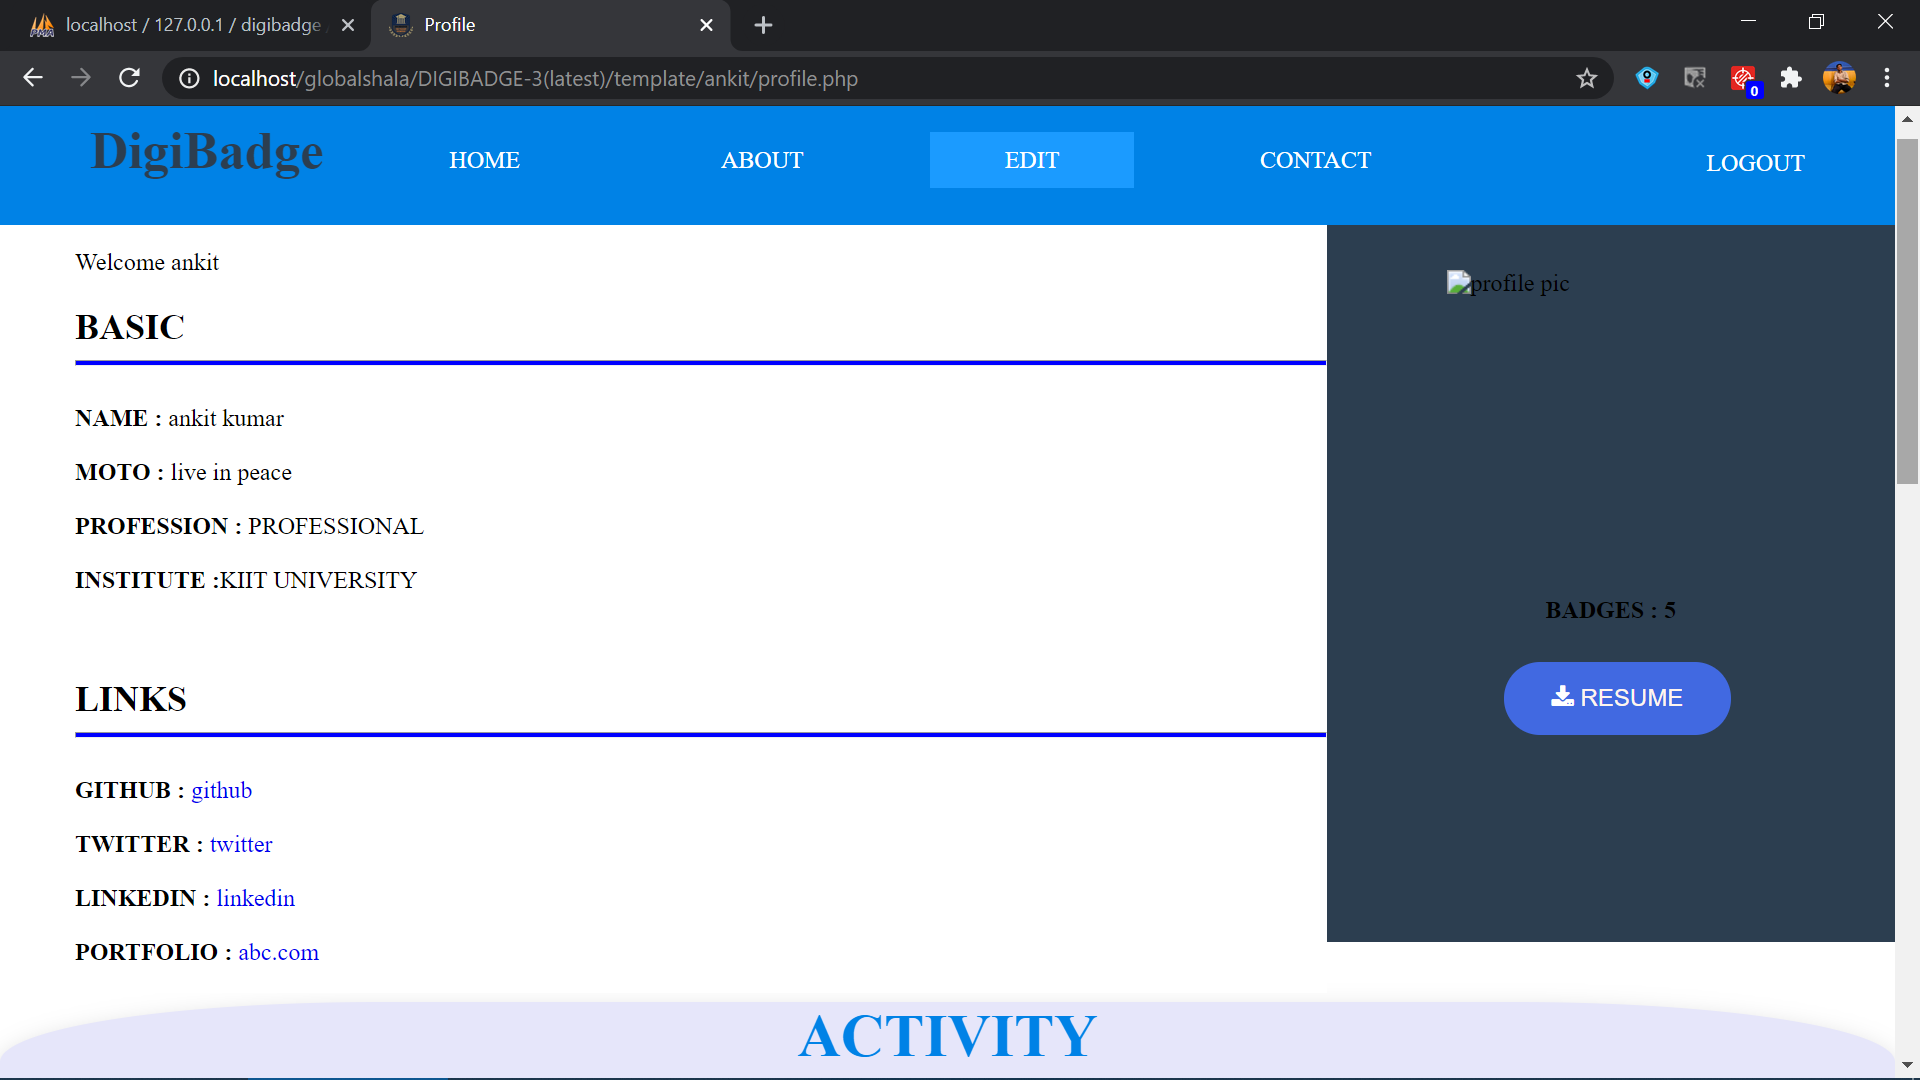 localhost / 127.0.0.1 / digibadge
Profile
localhost/globalshala/DIGIBADGE-3(latest)/template/ankit/profile.php
0
DigiBadge
HOME
ABOUT
EDIT
CONTACT
LOGOUT
Welcome ankit
BASIC
NAME : ankit kumar
MOTO : live in peace
PROFESSION : PROFESSIONAL
INSTITUTE :KIIT UNIVERSITY
LINKS
GITHUB : github
TWITTER : twitter
LINKEDIN : linkedin
PORTFOLIO : abc.com
profile pic
BADGES : 5
RESUME
ACTIVITY